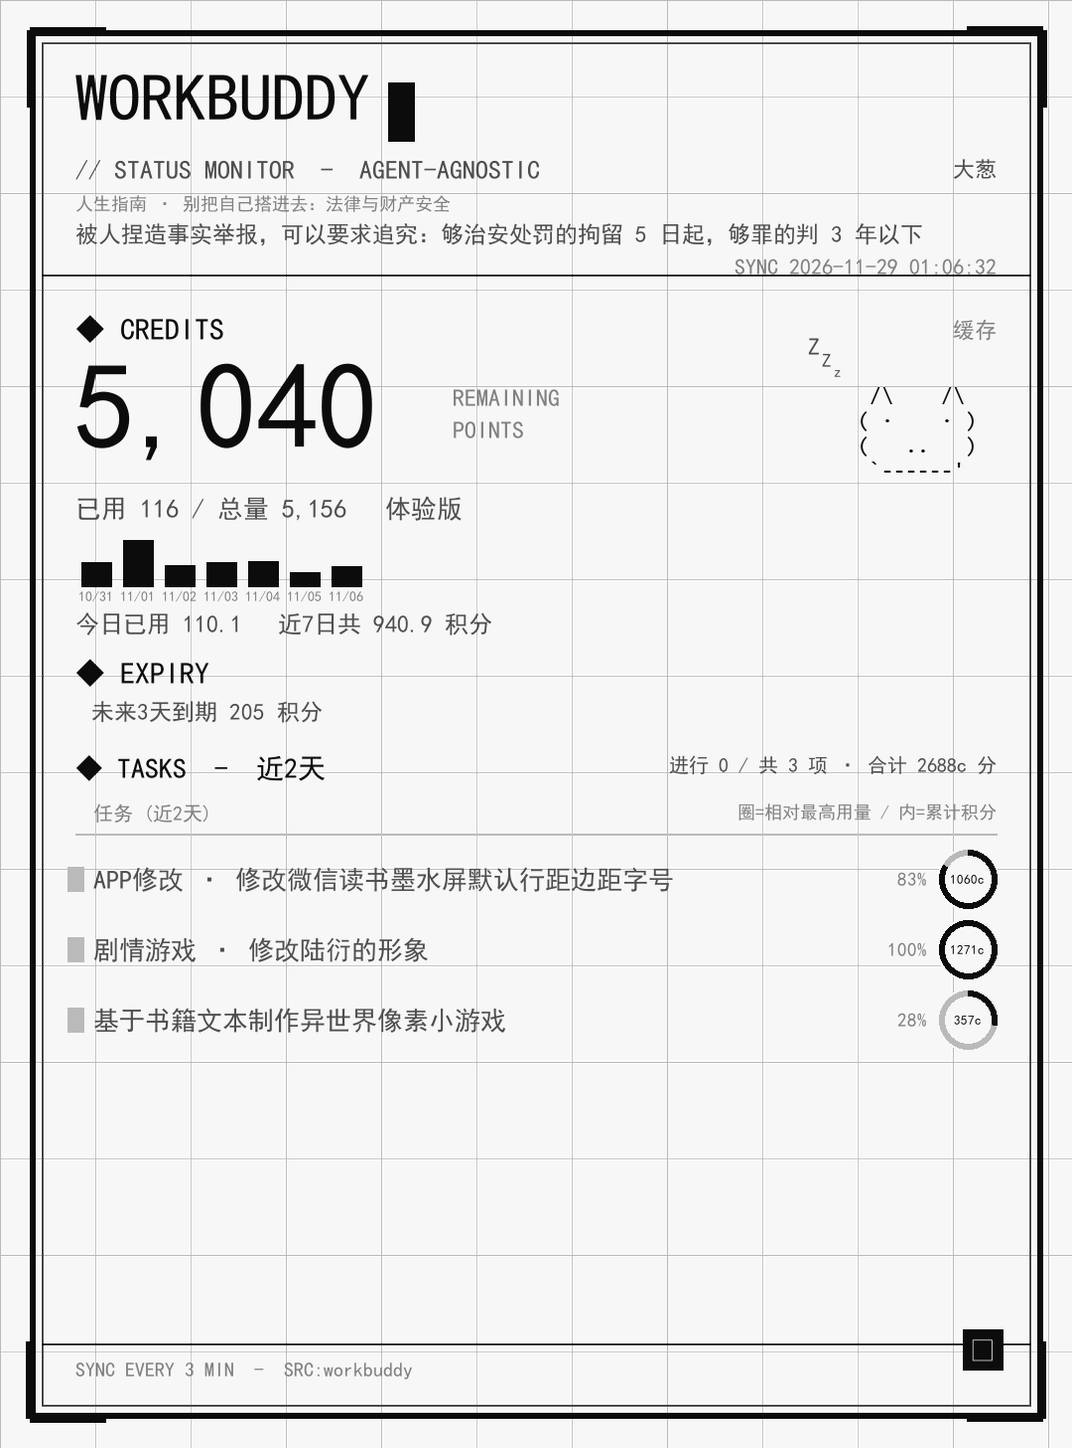 WORKBUDDY
// STATUS MONITOR — AGENT-AGNOSTIC 大葱
人生指南 · 别把自己搭进去：法律与财产安全
被人捏造事实举报，可以要求追究：够治安处罚的拘留 5 日起，够罪的判 3 年以下
SYNC 2026-11-29 01:06:32
◆ CREDITS 缓存
Z
Z
z
5,040 REMAINING
POINTS
已用 116 / 总量 5,156 体验版
10/31 11/01 11/02 11/03 11/04 11/05 11/06
今日已用 110.1 近7日共 940.9 积分
◆ EXPIRY
未来3天到期 205 积分
◆ TASKS — 近2天 进行 0 / 共 3 项 · 合计 2688c 分
任务（近2天） 圈=相对最高用量 / 内=累计积分
APP修改 · 修改微信读书墨水屏默认行距边距字号 83% 1060c
剧情游戏 · 修改陆衍的形象 100% 1271c
基于书籍文本制作异世界像素小游戏 28% 357c
SYNC EVERY 3 MIN — SRC:workbuddy